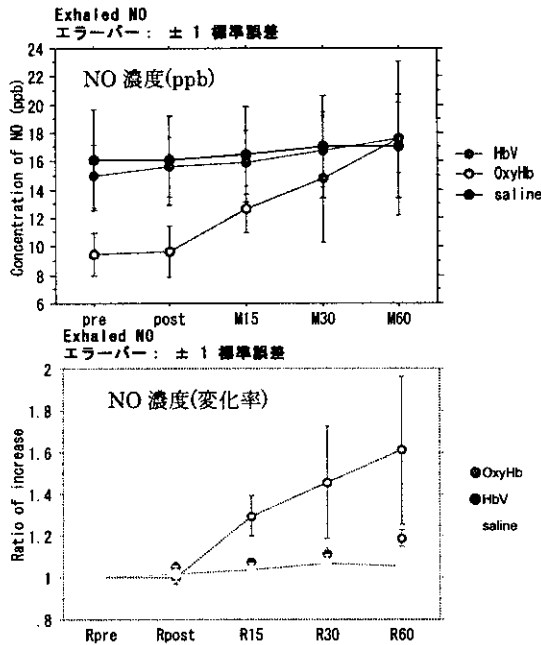 Exhaled NO
エラーバー： ± 1 標準誤差
NO 濃度(ppb)
Concentration of NO (ppb)
24
22
20
18
16
14
12
10
8
6
pre post M15 M30 M60
HbV
OxyHb
saline
Exhaled NO
エラーバー： ± 1 標準誤差
NO 濃度(変化率)
Ratio of increase
2
1.8
1.6
1.4
1.2
1
.8
Rpre Rpost R15 R30 R60
OxyHb
HbV
saline